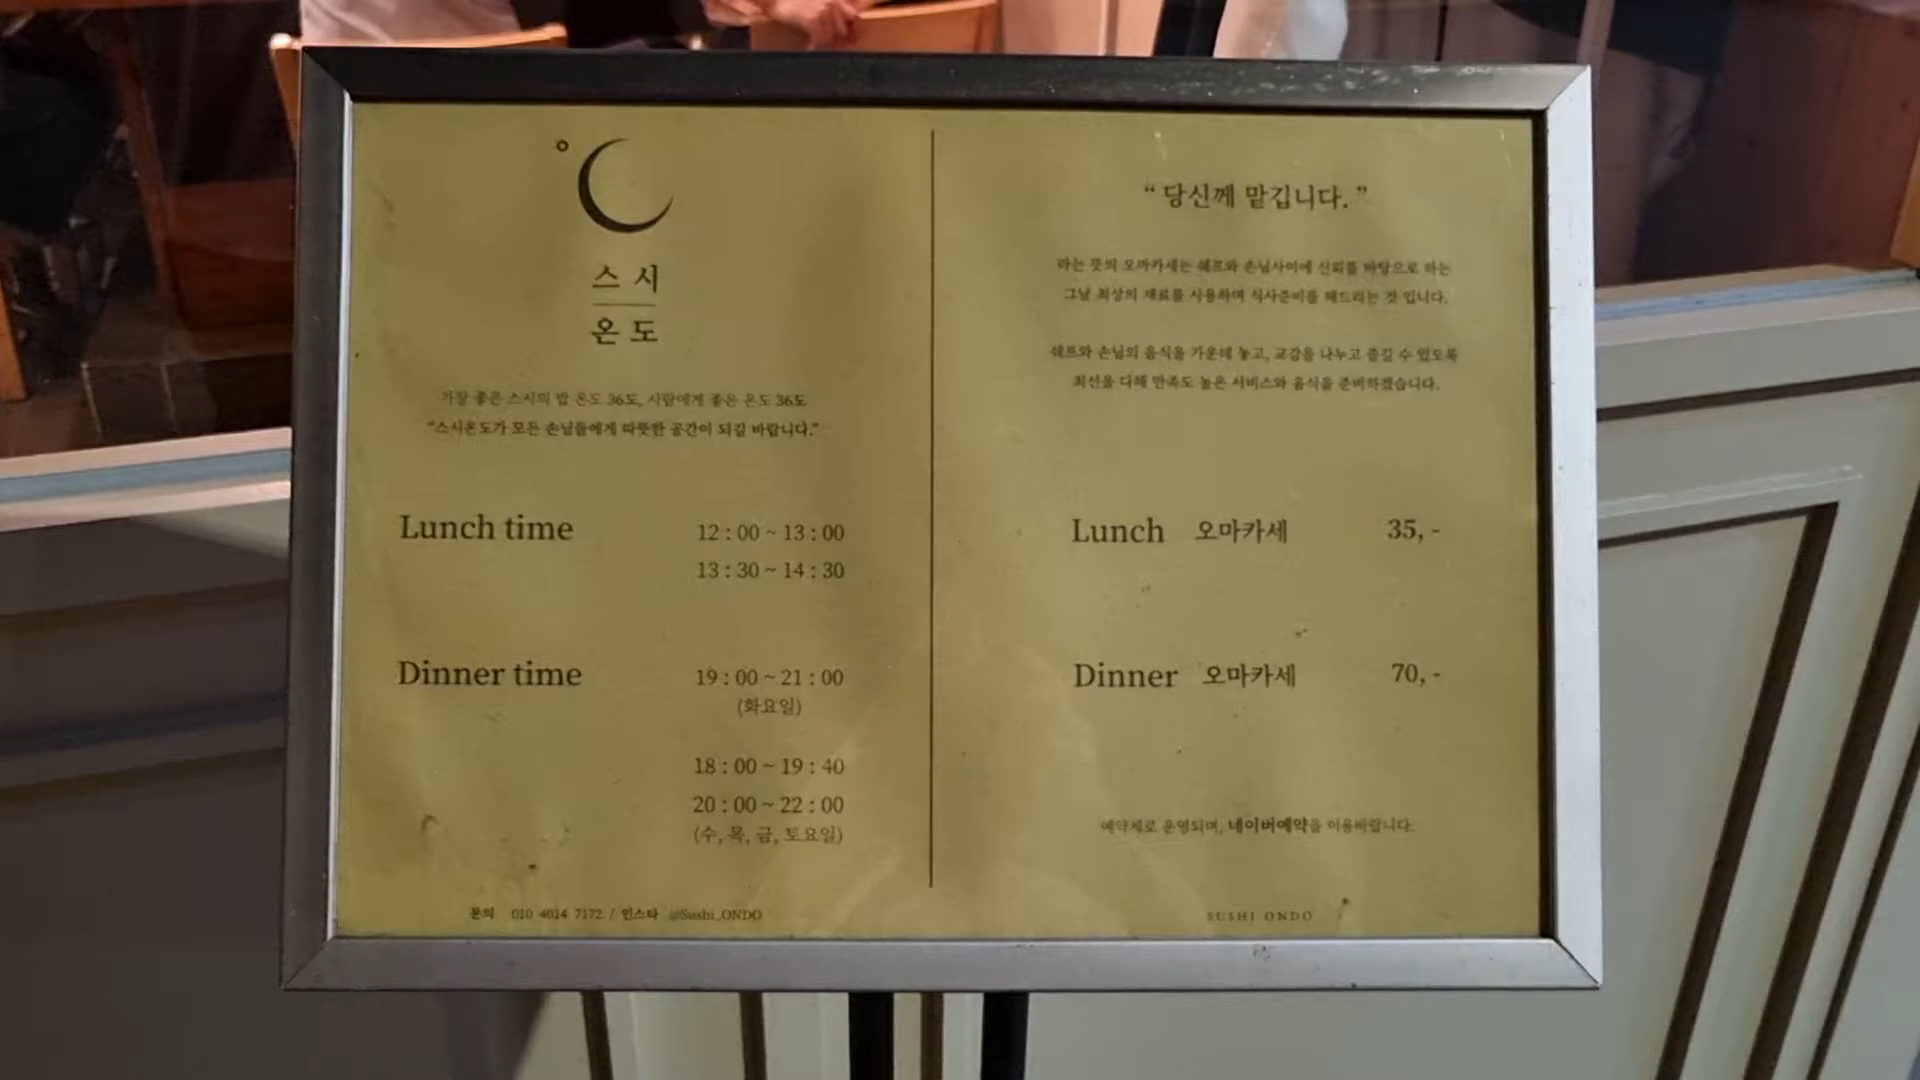 스시
온도
가장 좋은 스시의 밥 온도 36도, 사람에게 좋은 온도 36도
“스시온도가 모든 손님들에게 따뜻한 공간이 되길 바랍니다.”
Lunch time 12 : 00 ~ 13 : 00
13 : 30 ~ 14 : 30
Dinner time 19 : 00 ~ 21 : 00
(화요일)
18 : 00 ~ 19 : 40
20 : 00 ~ 22 : 00
(수, 목, 금, 토요일)
문의 010 4014 7172 / 인스타 @Sushi_ONDO
“ 당신께 맡깁니다. ”
라는 뜻의 오마카세는 쉐프와 손님사이에 신뢰를 바탕으로 하는
그날 최상의 재료를 사용하며 식사준비를 해드리는 것 입니다.
쉐프와 손님의 음식을 가운데 놓고, 교감을 나누고 즐길 수 있도록
최선을 다해 만족도 높은 서비스와 음식을 준비하겠습니다.
Lunch 오마카세 35, -
Dinner 오마카세 70, -
예약제로 운영되며, 네이버예약을 이용바랍니다.
SUSHI ONDO